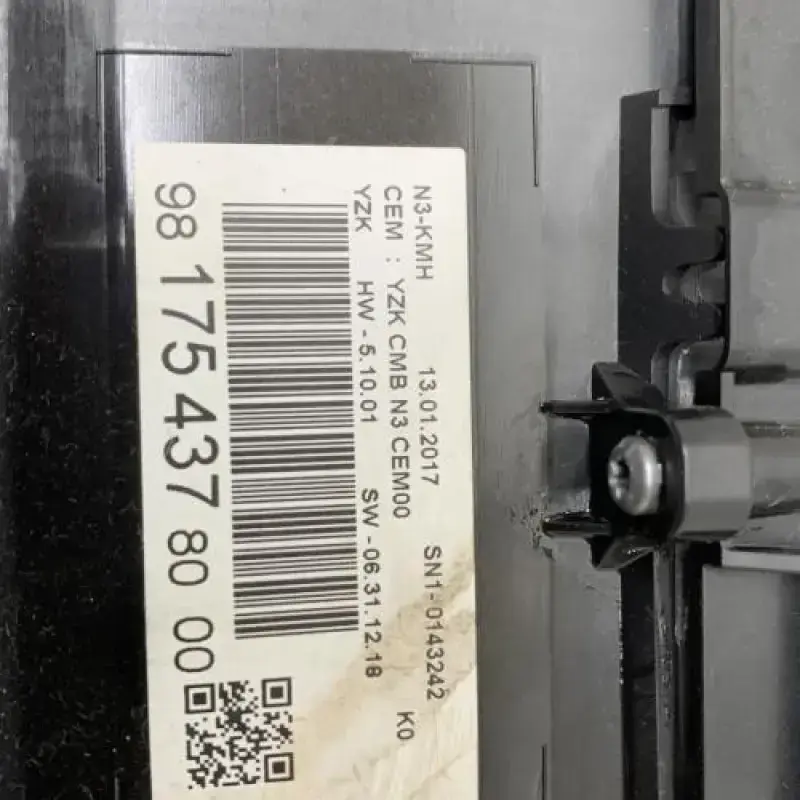 N3-KMH 13.01.2017 SN1-0143242 K0
CEM : YZK CMB N3 CEM00
YZK HW - 5.10.01 SW - 06.31.12.18
98 175 437 80 00